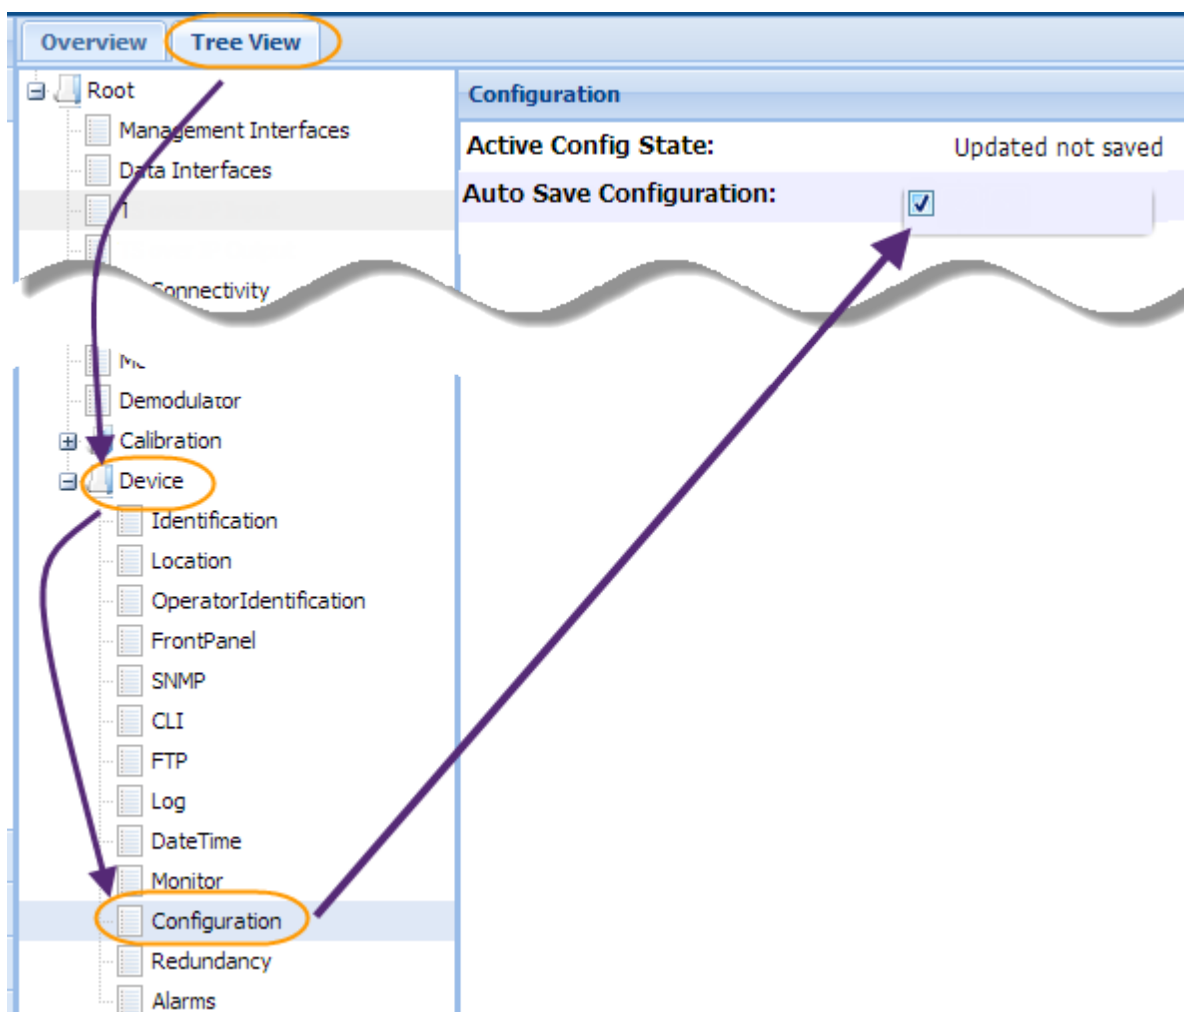 Overview Tree View
Root
Management Interfaces
Data Interfaces
Connectivity
Demodulator
Calibration
Device
Identification
Location
OperatorIdentification
FrontPanel
SNMP
CLI
FTP
Log
DateTime
Monitor
Configuration
Redundancy
Alarms
Configuration
Active Config State: Updated not saved
Auto Save Configuration: